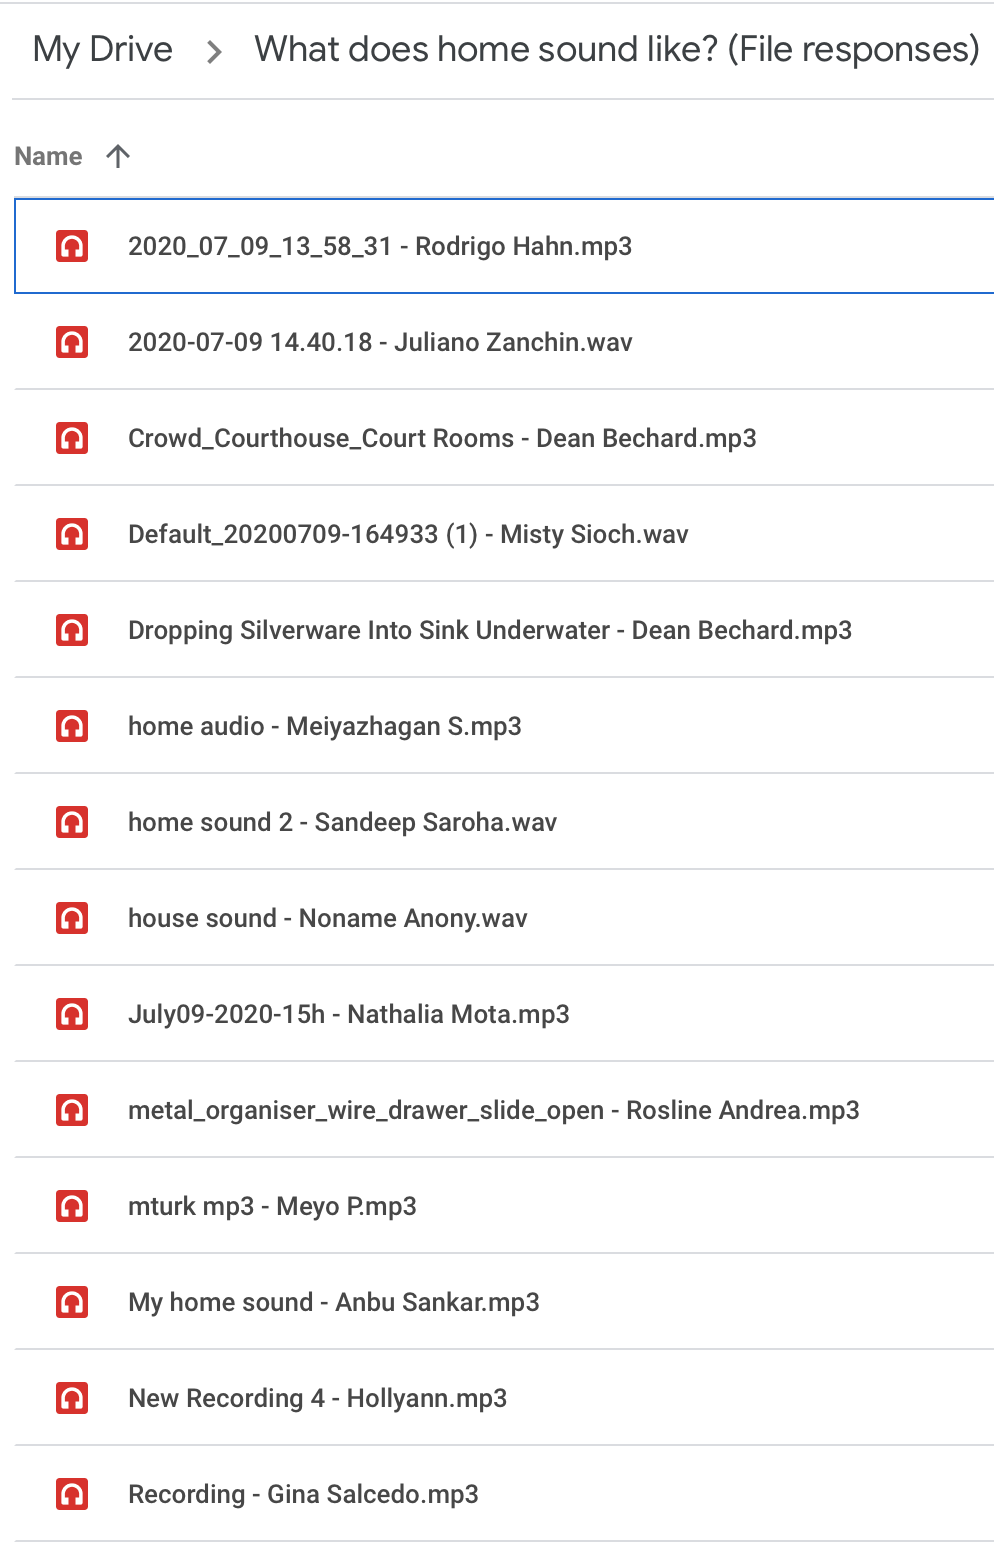 My Drive > What does home sound like? (File responses)
Name ↑
2020_07_09_13_58_31 - Rodrigo Hahn.mp3
2020-07-09 14.40.18 - Juliano Zanchin.wav
Crowd_Courthouse_Court Rooms - Dean Bechard.mp3
Default_20200709-164933 (1) - Misty Sioch.wav
Dropping Silverware Into Sink Underwater - Dean Bechard.mp3
home audio - Meiyazhagan S.mp3
home sound 2 - Sandeep Saroha.wav
house sound - Noname Anony.wav
July09-2020-15h - Nathalia Mota.mp3
metal_organiser_wire_drawer_slide_open - Rosline Andrea.mp3
mturk mp3 - Meyo P.mp3
My home sound - Anbu Sankar.mp3
New Recording 4 - Hollyann.mp3
Recording - Gina Salcedo.mp3